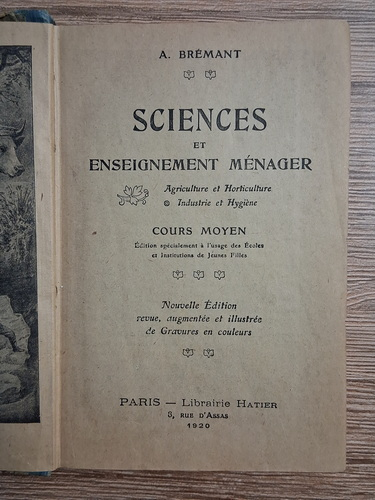 A. BRÉMANT
SCIENCES
ET
ENSEIGNEMENT MÉNAGER
Agriculture et Horticulture
Industrie et Hygiène
COURS MOYEN
Édition spécialement à l'usage des Écoles
et Institutions de Jeunes Filles
Nouvelle Édition
revue, augmentée et illustrée
de Gravures en couleurs
PARIS — Librairie HATIER
8, RUE D'ASSAS
1920